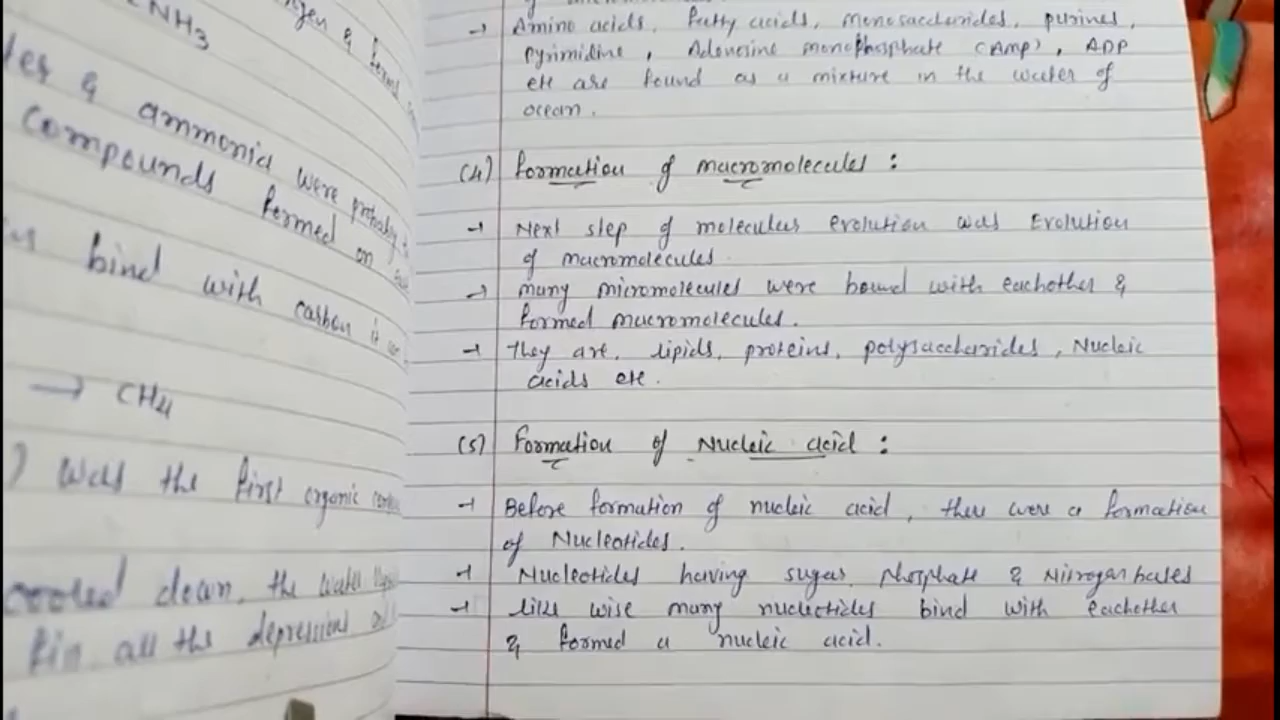 NH3
& ammonia were
compounds formed on
bind with carbon it
→ CH4
) was the first organic
cooled down, the water
fill all the depressions
→ Amino acids, fatty acids, monosaccharides, purines,
pyrimidine, Adenosine monophosphate (AMP), ADP
etc are found as a mixture in the water of
ocean.
(4) formation of macromolecules :
→ Next step of molecular evolution was Evolution
of macromolecules
→ many micromolecules were bound with eachother &
formed macromolecules.
→ They are, lipids, proteins, polysaccharides, Nucleic
acids etc.
(5) Formation of Nucleic acid :
→ Before formation of nucleic acid, there were a formation
of Nucleotides.
→ Nucleotides having sugar, phosphate & Nitrogan bases
→ like wise many nucleotides bind with eachother
& formed a nucleic acid.